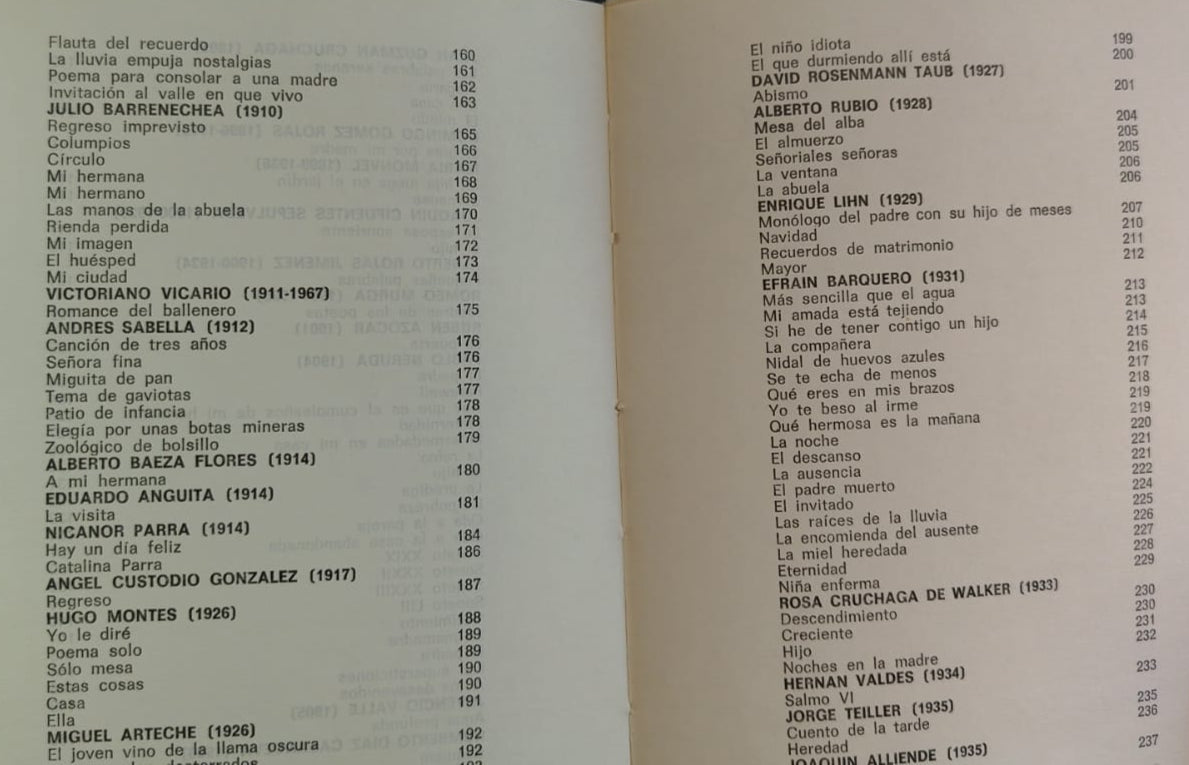 Flauta del recuerdo 160
La lluvia empuja nostalgias 161
Poema para consolar a una madre 162
Invitación al valle en que vivo 163
JULIO BARRENECHEA (1910)
Regreso imprevisto 165
Columpios 166
Círculo 167
Mi hermana 168
Mi hermano 169
Las manos de la abuela 170
Rienda perdida 171
Mi imagen 172
El huésped 173
Mi ciudad 174
VICTORIANO VICARIO (1911-1967)
Romance del ballenero 175
ANDRES SABELLA (1912)
Canción de tres años 176
Señora fina 176
Miguita de pan 177
Tema de gaviotas 177
Patio de infancia 178
Elegía por unas botas mineras 178
Zoológico de bolsillo 179
ALBERTO BAEZA FLORES (1914)
A mi hermana 180
EDUARDO ANGUITA (1914)
La visita 181
NICANOR PARRA (1914)
Hay un día feliz 184
Catalina Parra 186
ANGEL CUSTODIO GONZALEZ (1917)
Regreso 187
HUGO MONTES (1926)
Yo le diré 188
Poema solo 189
Sólo mesa 189
Estas cosas 190
Casa 190
Ella 191
MIGUEL ARTECHE (1926)
El joven vino de la llama oscura 192
192
El niño idiota 199
El que durmiendo allí está 200
DAVID ROSENMANN TAUB (1927)
Abismo 201
ALBERTO RUBIO (1928)
Mesa del alba 204
El almuerzo 205
Señoriales señoras 205
La ventana 206
La abuela 206
ENRIQUE LIHN (1929)
Monólogo del padre con su hijo de meses 207
Navidad 210
Recuerdos de matrimonio 211
Mayor 212
EFRAIN BARQUERO (1931)
Más sencilla que el agua 213
Mi amada está tejiendo 213
Si he de tener contigo un hijo 214
La compañera 215
Nidal de huevos azules 216
Se te echa de menos 217
Qué eres en mis brazos 218
Yo te beso al irme 219
Qué hermosa es la mañana 219
La noche 220
El descanso 221
La ausencia 221
El padre muerto 222
El invitado 224
Las raíces de la lluvia 225
La encomienda del ausente 226
La miel heredada 227
Eternidad 228
Niña enferma 229
ROSA CRUCHAGA DE WALKER (1933)
Descendimiento 230
Creciente 230
Hijo 231
Noches en la madre 232
HERNAN VALDES (1934)
Salmo VI 233
JORGE TEILLER (1935)
Cuento de la tarde 235
Heredad 236
JOAQUIN ALLIENDE (1935)
237